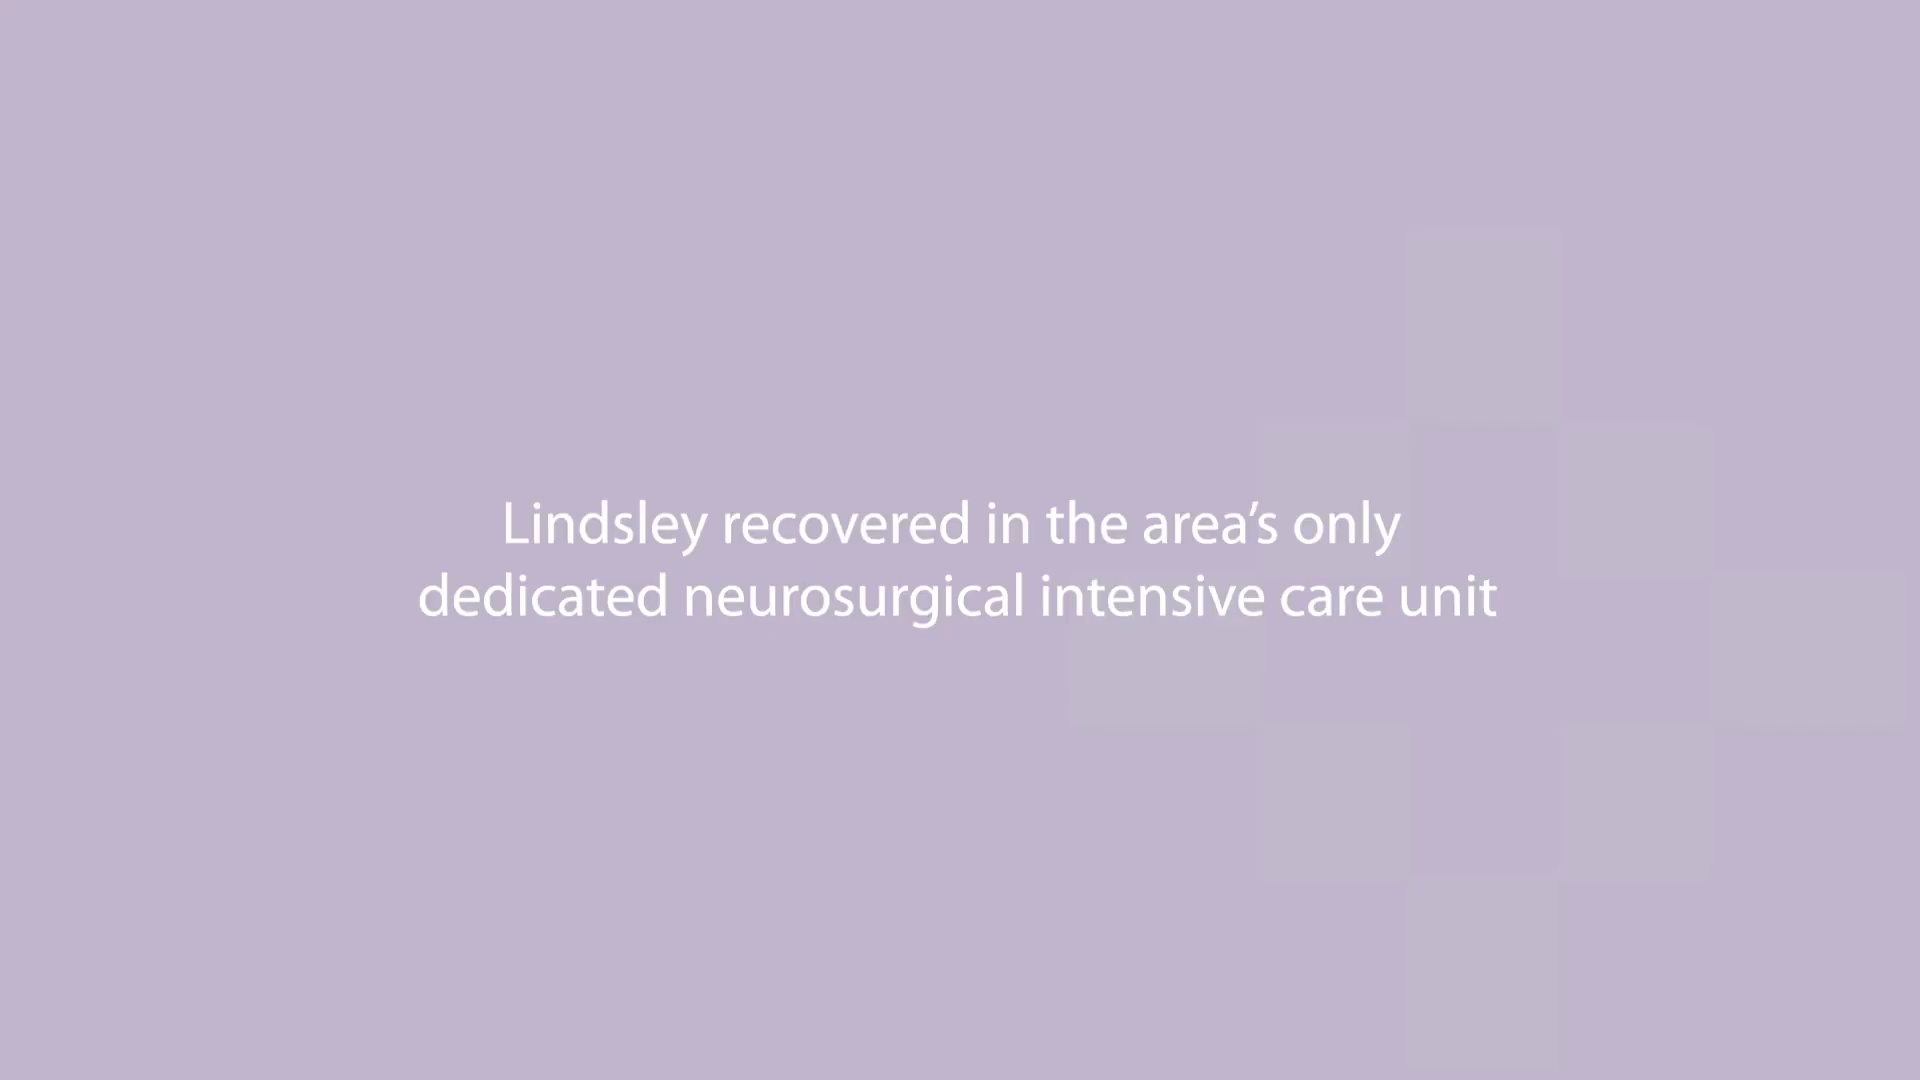 Lindsley recovered in the area’s only
dedicated neurosurgical intensive care unit